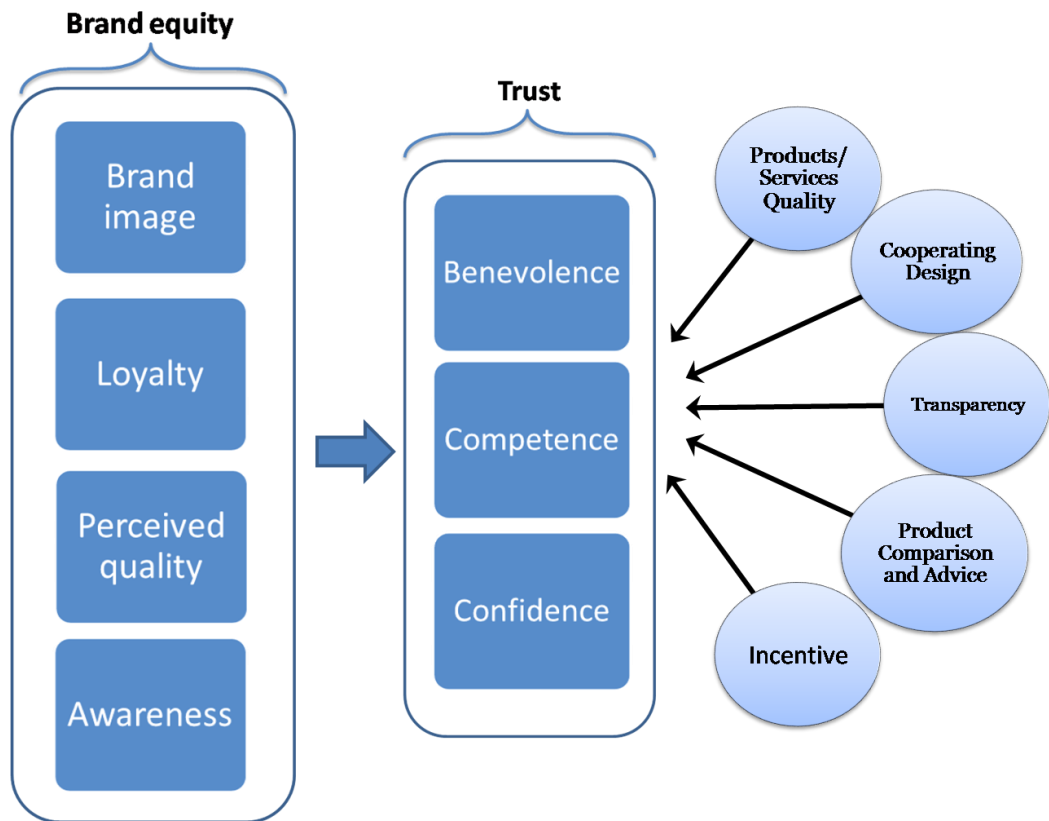 Brand equity
Brand
image
Loyalty
Perceived
quality
Awareness
Trust
Benevolence
Competence
Confidence
Products/
Services
Quality
Cooperating
Design
Transparency
Product
Comparison
and Advice
Incentive